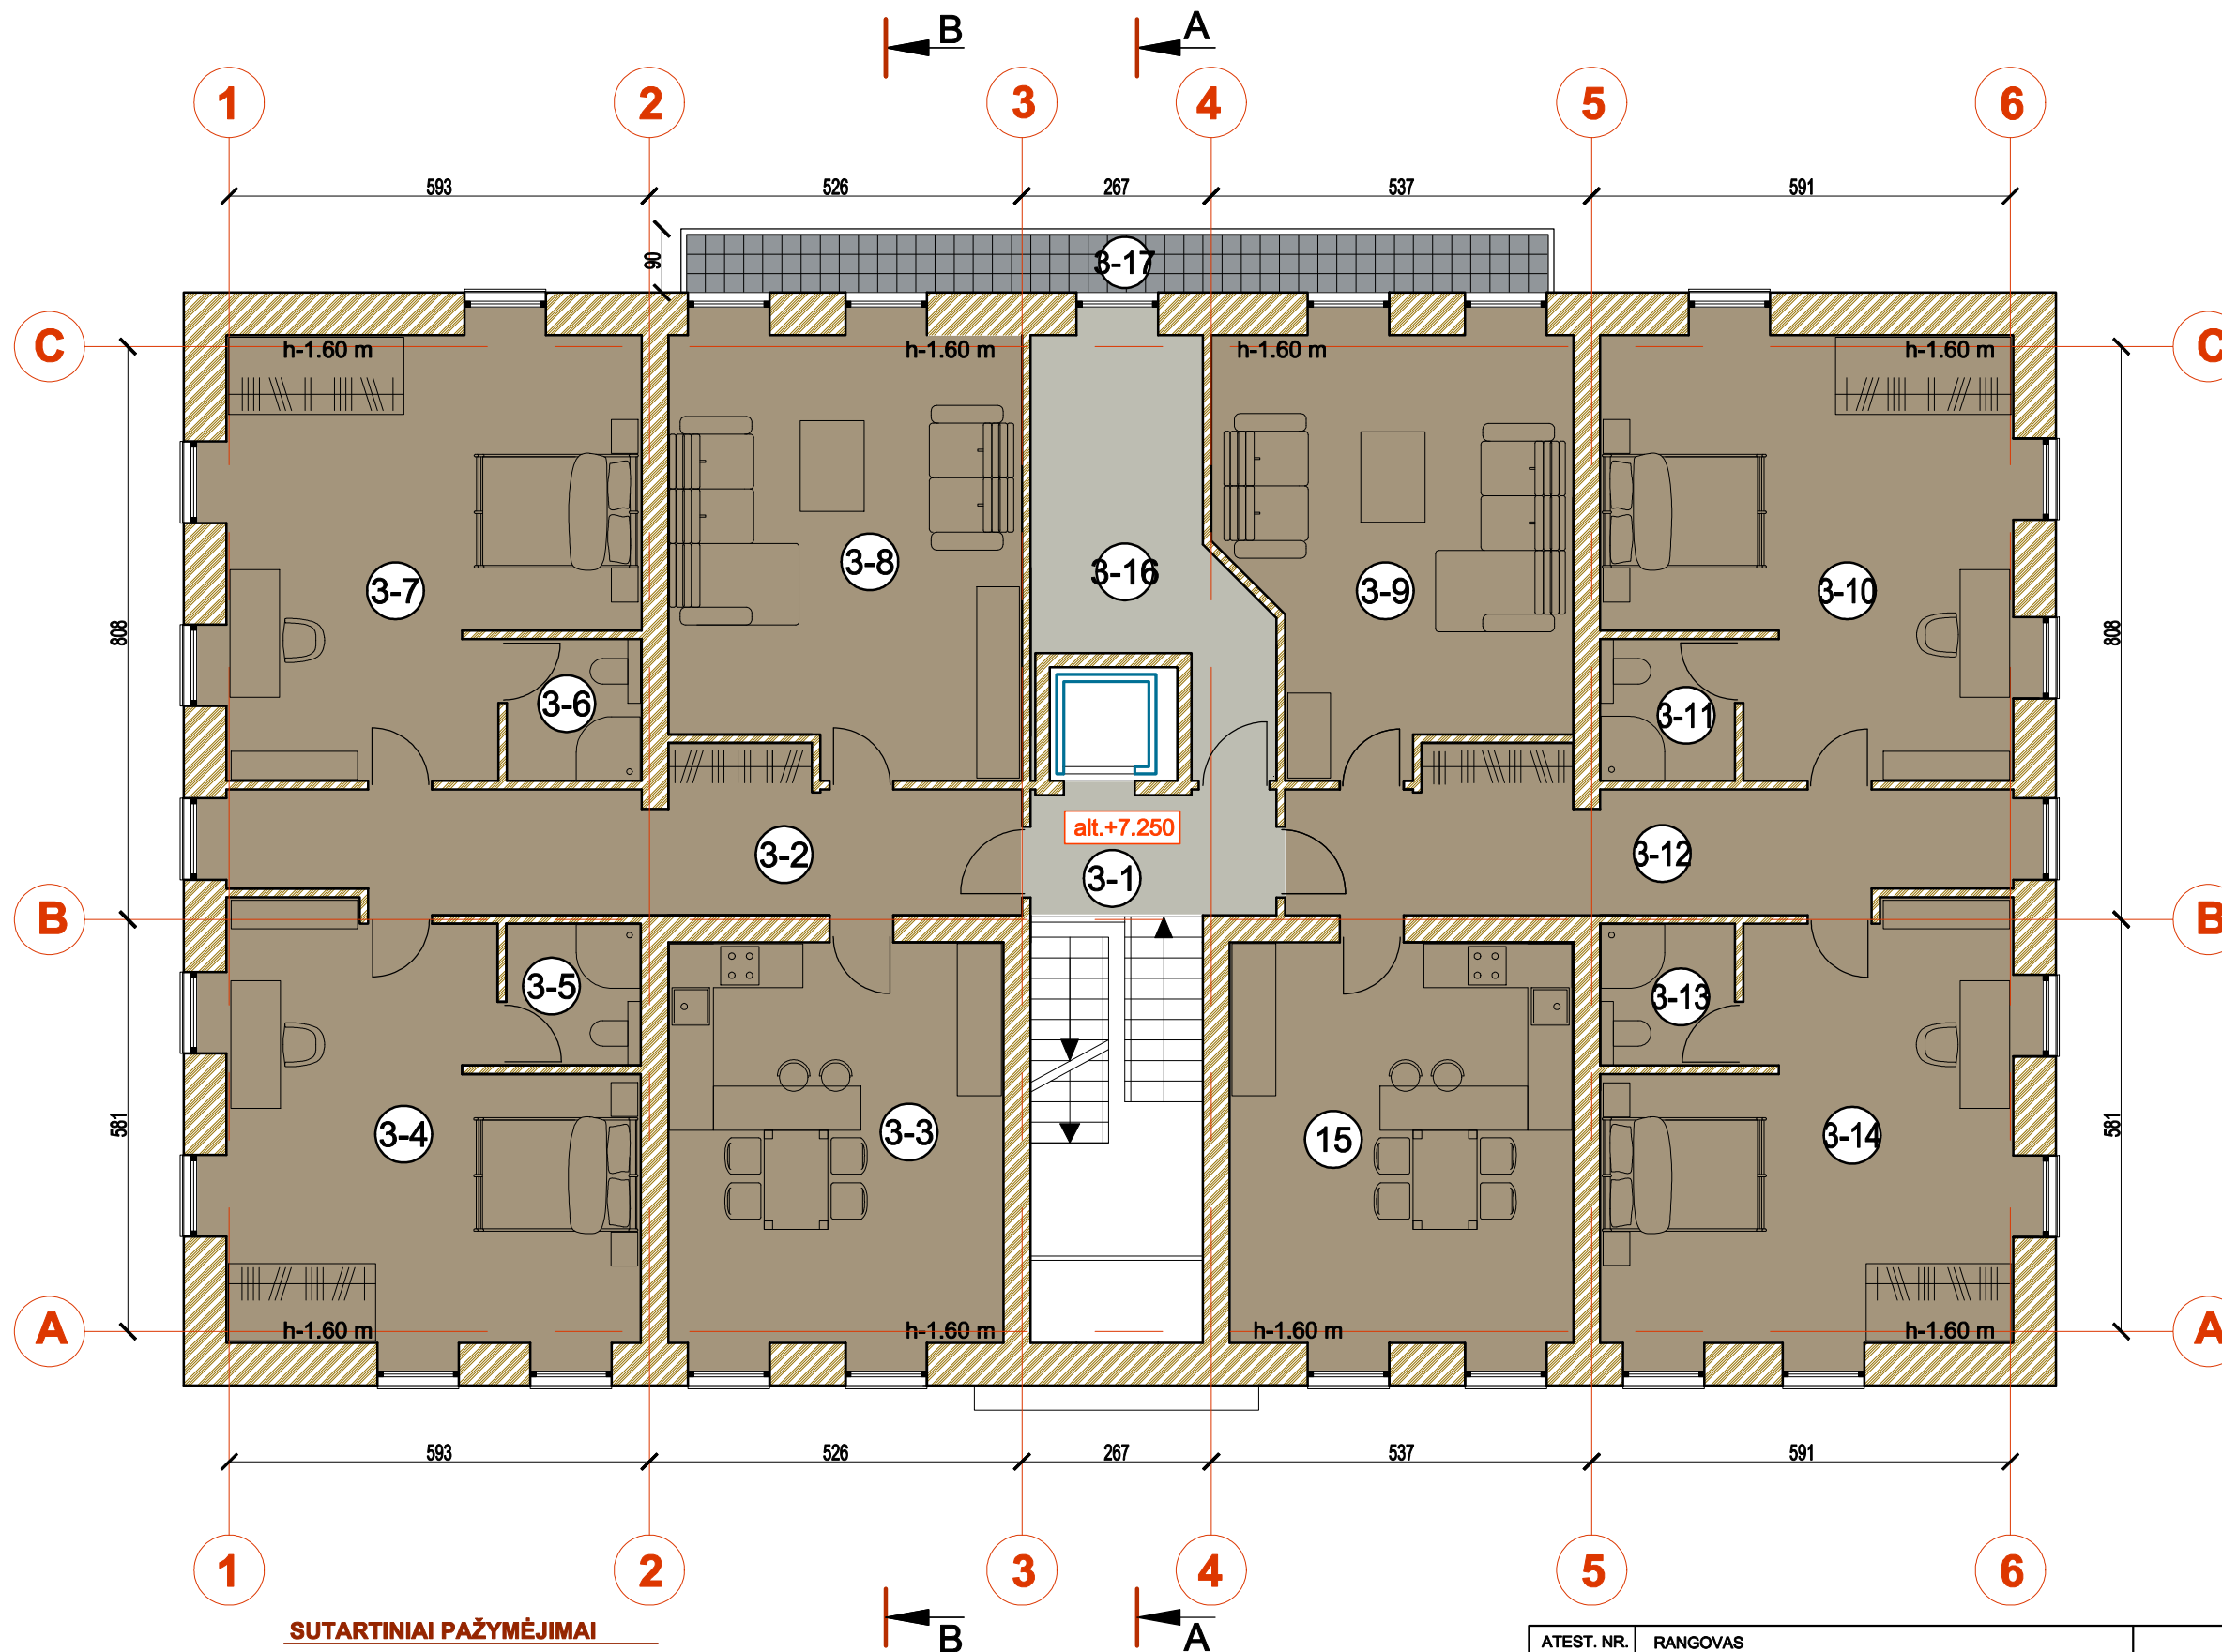 B A
1 2 3 4 5 6
593 526 267 537 591
90
3-17
C C
h-1.60 m h-1.60 m h-1.60 m h-1.60 m
3-8
3-16
3-7 3-9 3-10
808 808
3-6 3-11
alt.+7.250
3-2 3-12
3-1
B B
3-5 3-13
581 581
3-4 3-3 15 3-14
A A
h-1.60 m h-1.60 m h-1.60 m h-1.60 m
593 526 267 537 591
1 2 3 4 5 6
B A
SUTARTINIAI PAŽYMĖJIMAI
ATEST. NR. RANGOVAS